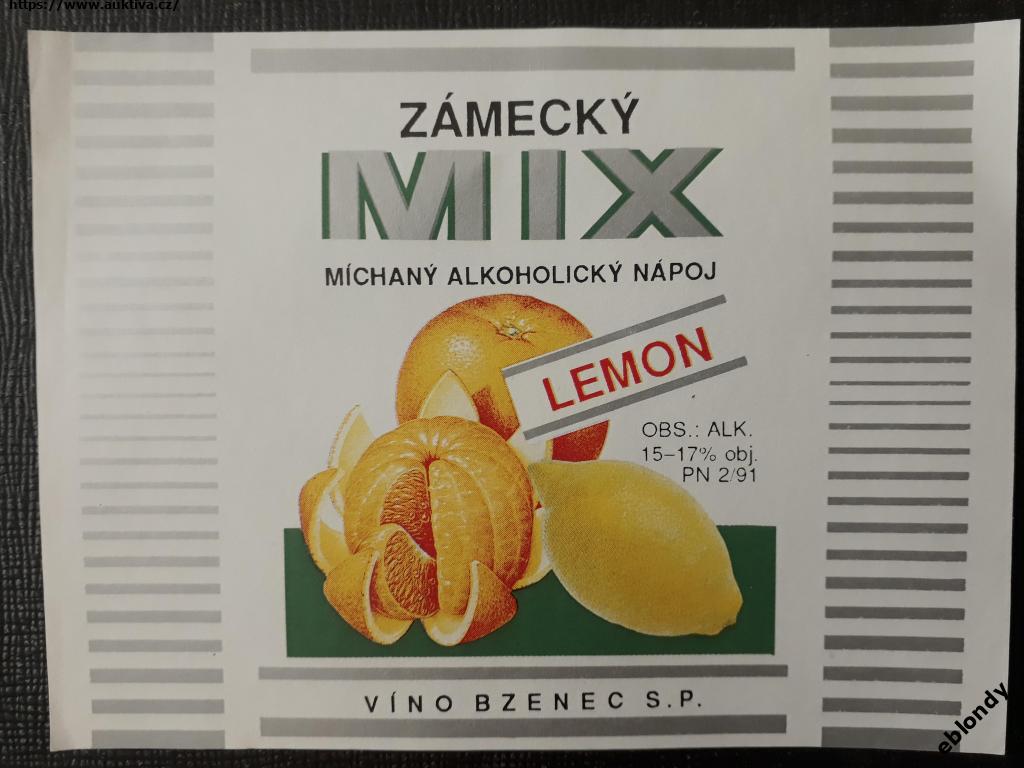 https://www.auktiva.cz/
ZÁMECKÝ
MIX
MÍCHANÝ ALKOHOLICKÝ NÁPOJ
LEMON
OBS.: ALK.
15–17% obj.
PN 2/91
VÍNO BZENEC S.P.
eblondy